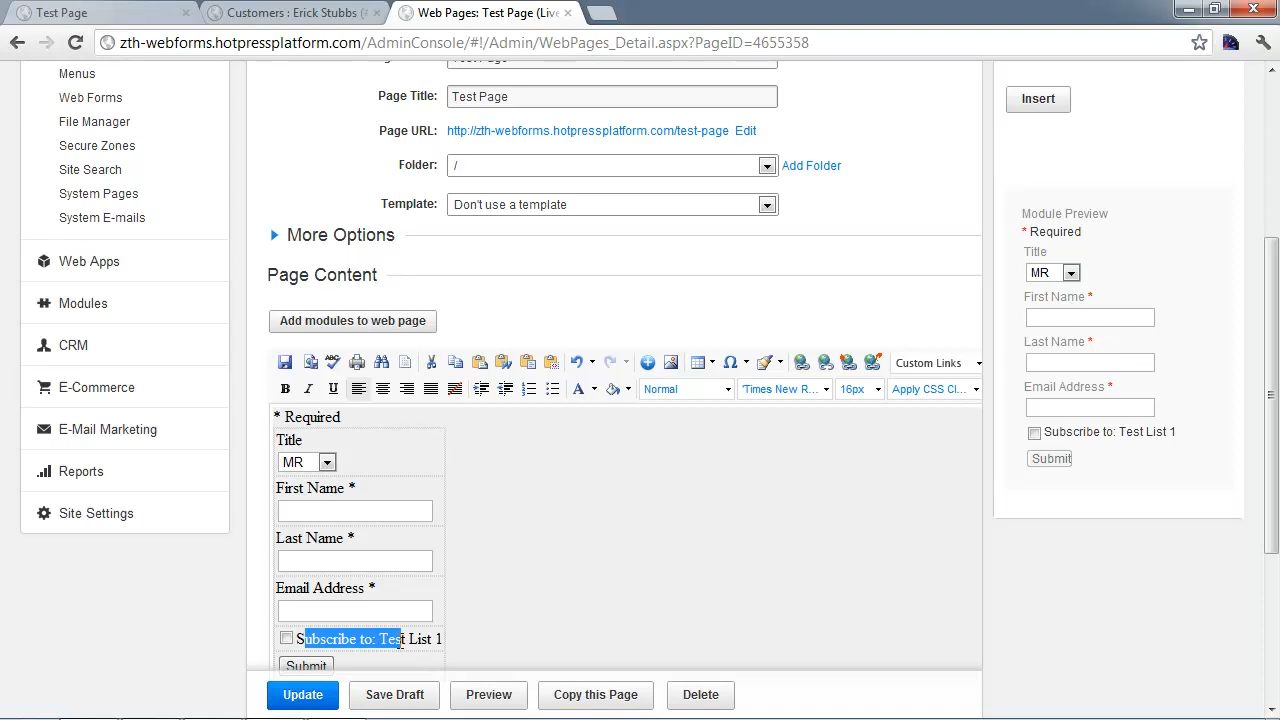 Test Page
Customers : Erick Stubbs (#
Web Pages: Test Page (Live
zth-webforms.hotpressplatform.com/AdminConsole/#!/Admin/WebPages_Detail.aspx?PageID=4655358
Menus
Web Forms
File Manager
Secure Zones
Site Search
System Pages
System E-mails
Web Apps
Modules
CRM
E-Commerce
E-Mail Marketing
Reports
Site Settings
Page Title: Test Page
Page URL: http://zth-webforms.hotpressplatform.com/test-page Edit
Folder: / Add Folder
Template: Don't use a template
More Options
Page Content
Add modules to web page
Custom Links
Normal 'Times New R... 16px Apply CSS Cl...
* Required
Title
MR
First Name *
Last Name *
Email Address *
Subscribe to: Test List 1
Submit
Update Save Draft Preview Copy this Page Delete
Insert
Module Preview
* Required
Title
MR
First Name *
Last Name *
Email Address *
Subscribe to: Test List 1
Submit